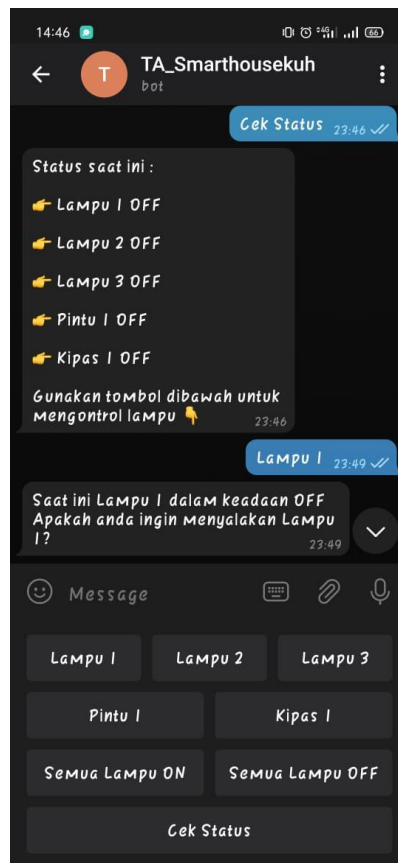 14:46 66
T TA_Smarthousekuh
bot
Cek Status 23:46
Status saat ini :
👉 Lampu 1 OFF
👉 Lampu 2 OFF
👉 Lampu 3 OFF
👉 Pintu 1 OFF
👉 Kipas 1 OFF
Gunakan tombol dibawah untuk
mengontrol lampu 👇 23:46
Lampu 1 23:49
Saat ini Lampu 1 dalam keadaan OFF
Apakah anda ingin menyalakan Lampu
1? 23:49
Message
Lampu 1 Lampu 2 Lampu 3
Pintu 1 Kipas 1
Semua Lampu ON Semua Lampu OFF
Cek Status